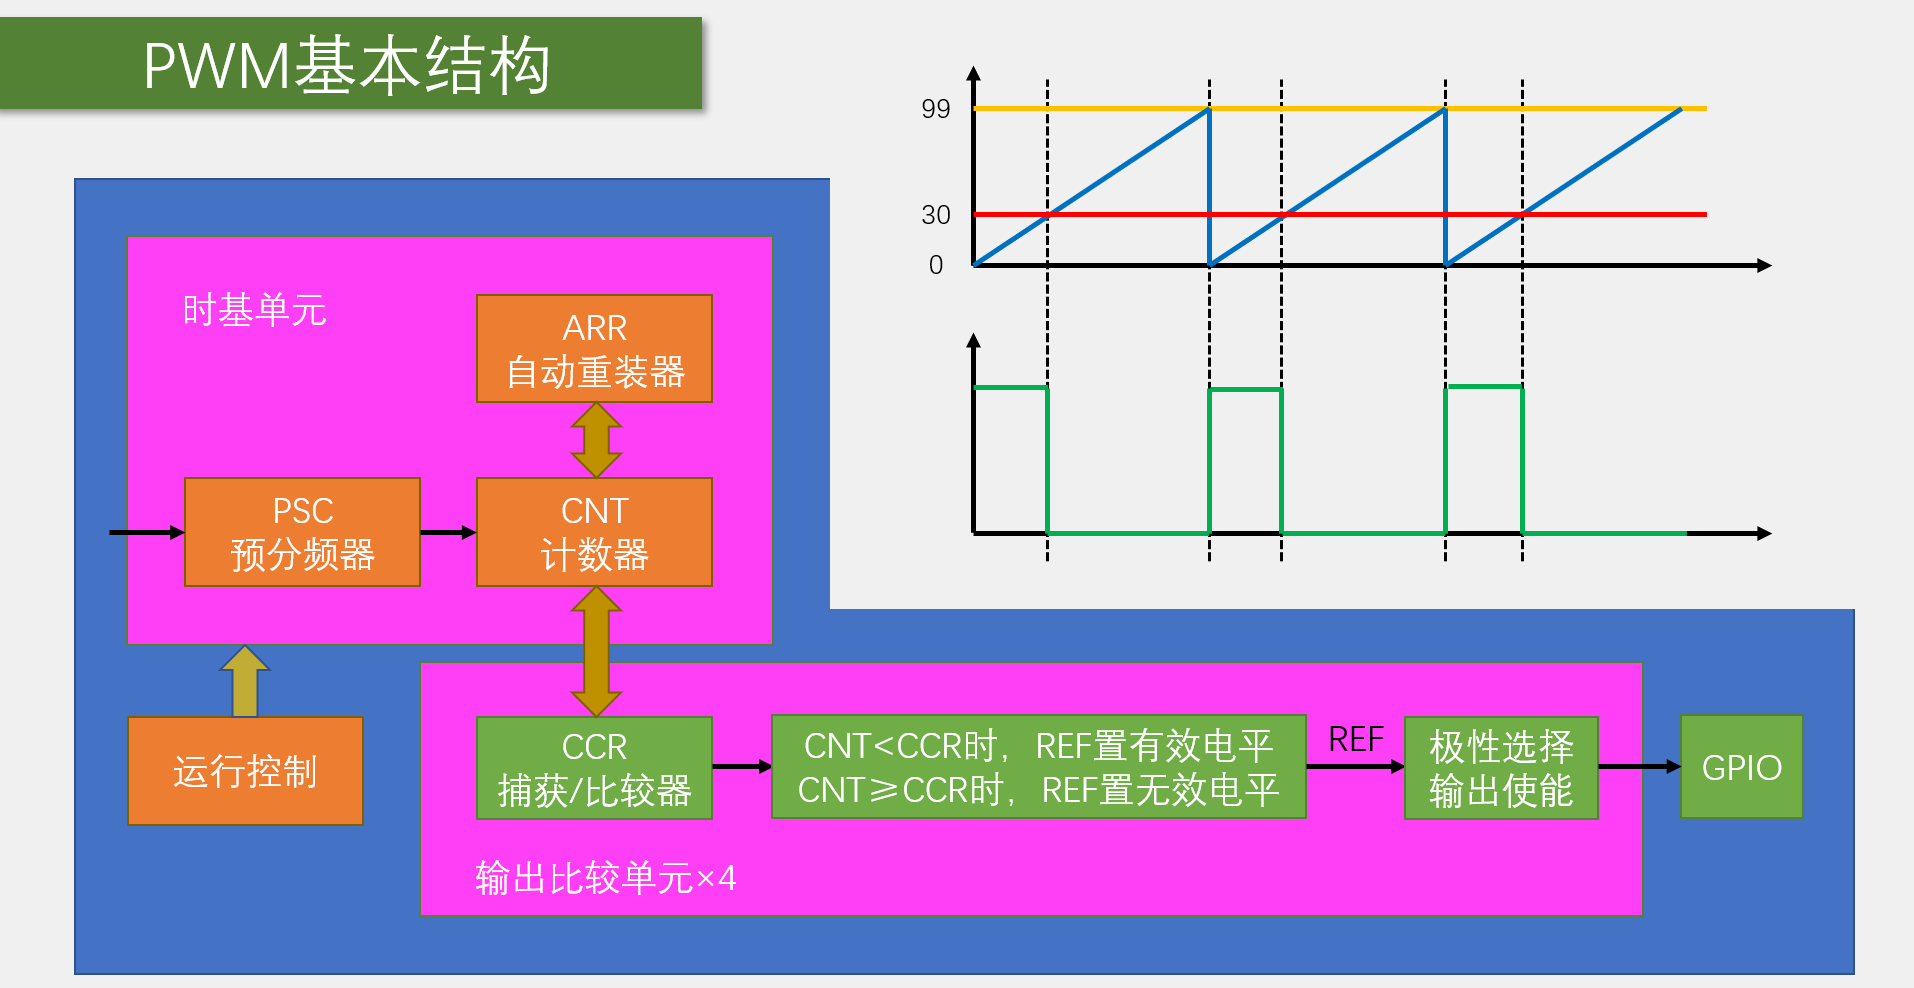 PWM基本结构
99
30
0
时基单元
ARR
自动重装器
PSC
预分频器
CNT
计数器
运行控制
CCR
捕获/比较器
CNT<CCR时，REF置有效电平
CNT≥CCR时，REF置无效电平
REF
极性选择
输出使能
GPIO
输出比较单元×4